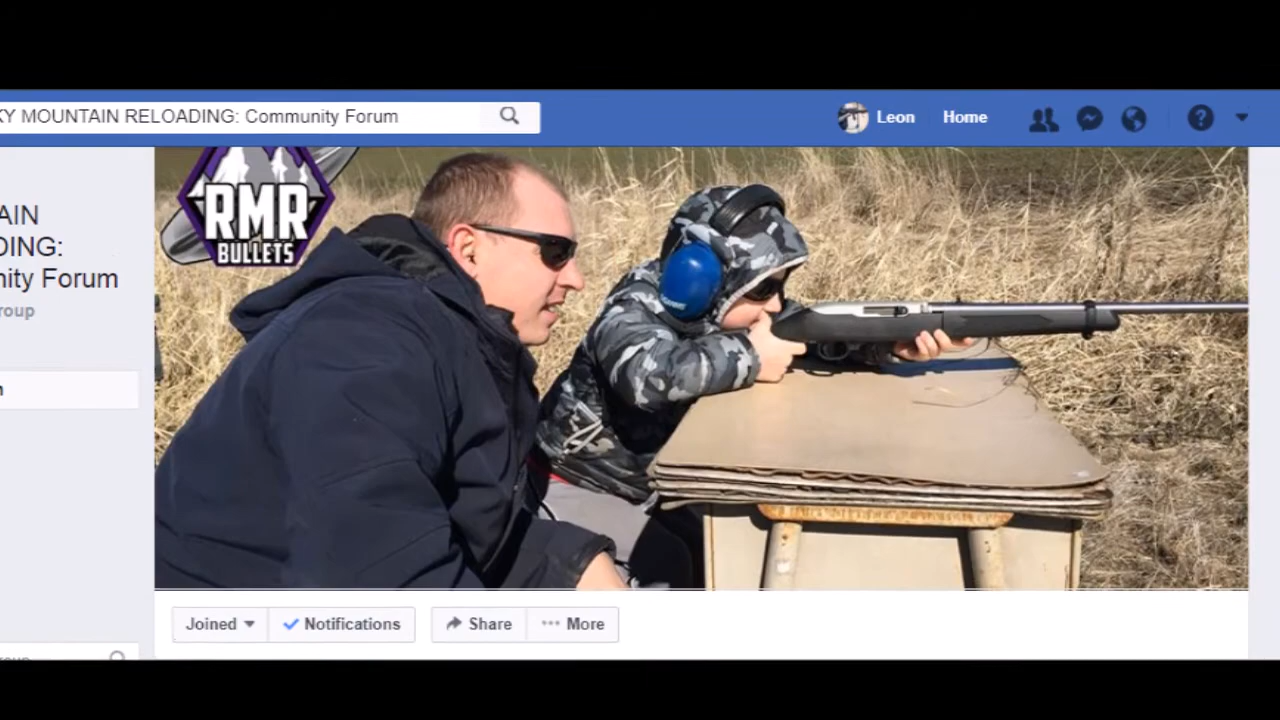 KY MOUNTAIN RELOADING: Community Forum
Leon
Home
AIN
DING:
nity Forum
roup
RMR
BULLETS
Joined
Notifications
Share
More